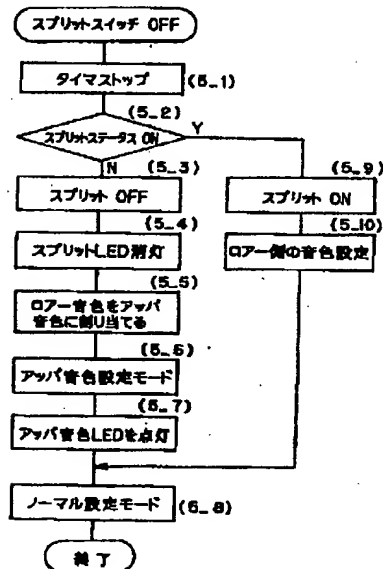 スプリットスイッチ OFF
タイマストップ
(5_1)
(5_2)
スプリットステータス ON
Y
N
(5_3)
スプリット OFF
(5_4)
スプリットLED消灯
(5_5)
ロアー音色をアッパ
音色に割り当てる
(5_6)
アッパ音色設定モード
(5_7)
アッパ音色LEDを点灯
(5_9)
スプリット ON
(5_10)
ロアー側の音色設定
ノーマル設定モード
(5_8)
終了